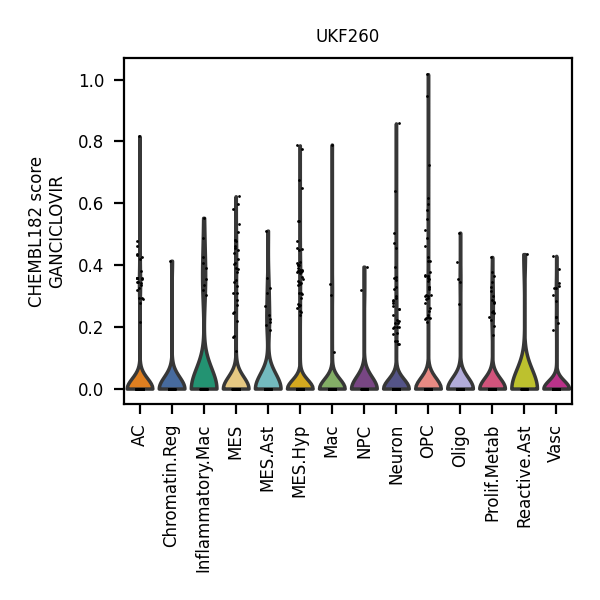 UKF260
CHEMBL182 score
GANCICLOVIR
1.0
0.8
0.6
0.4
0.2
0.0
AC
Chromatin.Reg
Inflammatory.Mac
MES
MES.Ast
MES.Hyp
Mac
NPC
Neuron
OPC
Oligo
Prolif.Metab
Reactive.Ast
Vasc